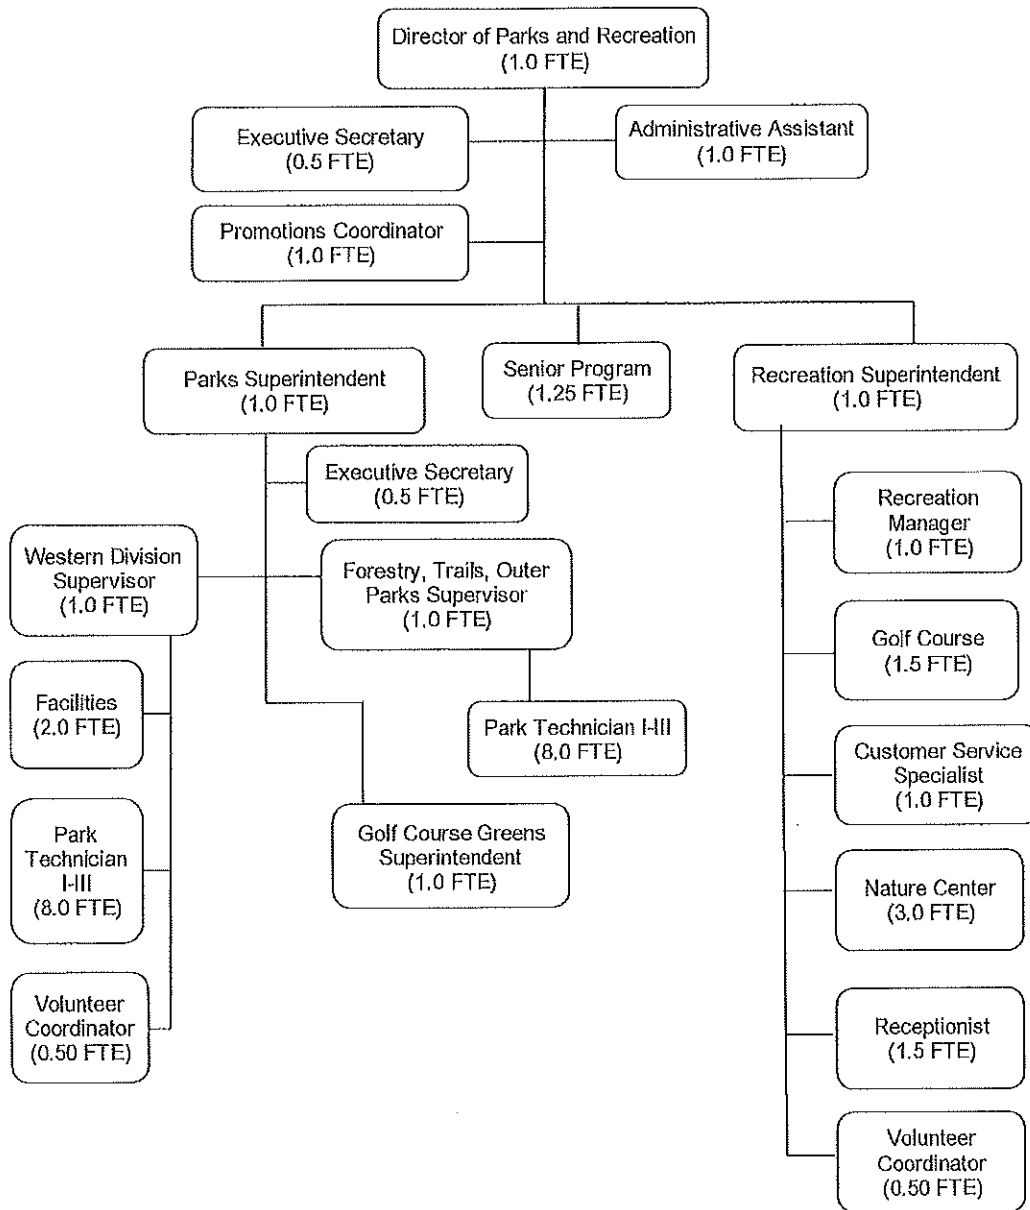 Director of Parks and Recreation
(1.0 FTE)
Executive Secretary
(0.5 FTE)
Administrative Assistant
(1.0 FTE)
Promotions Coordinator
(1.0 FTE)
Parks Superintendent
(1.0 FTE)
Senior Program
(1.25 FTE)
Recreation Superintendent
(1.0 FTE)
Executive Secretary
(0.5 FTE)
Western Division
Supervisor
(1.0 FTE)
Forestry, Trails, Outer
Parks Supervisor
(1.0 FTE)
Facilities
(2.0 FTE)
Park Technician I-III
(8.0 FTE)
Park
Technician
I-III
(8.0 FTE)
Golf Course Greens
Superintendent
(1.0 FTE)
Volunteer
Coordinator
(0.50 FTE)
Recreation
Manager
(1.0 FTE)
Golf Course
(1.5 FTE)
Customer Service
Specialist
(1.0 FTE)
Nature Center
(3.0 FTE)
Receptionist
(1.5 FTE)
Volunteer
Coordinator
(0.50 FTE)